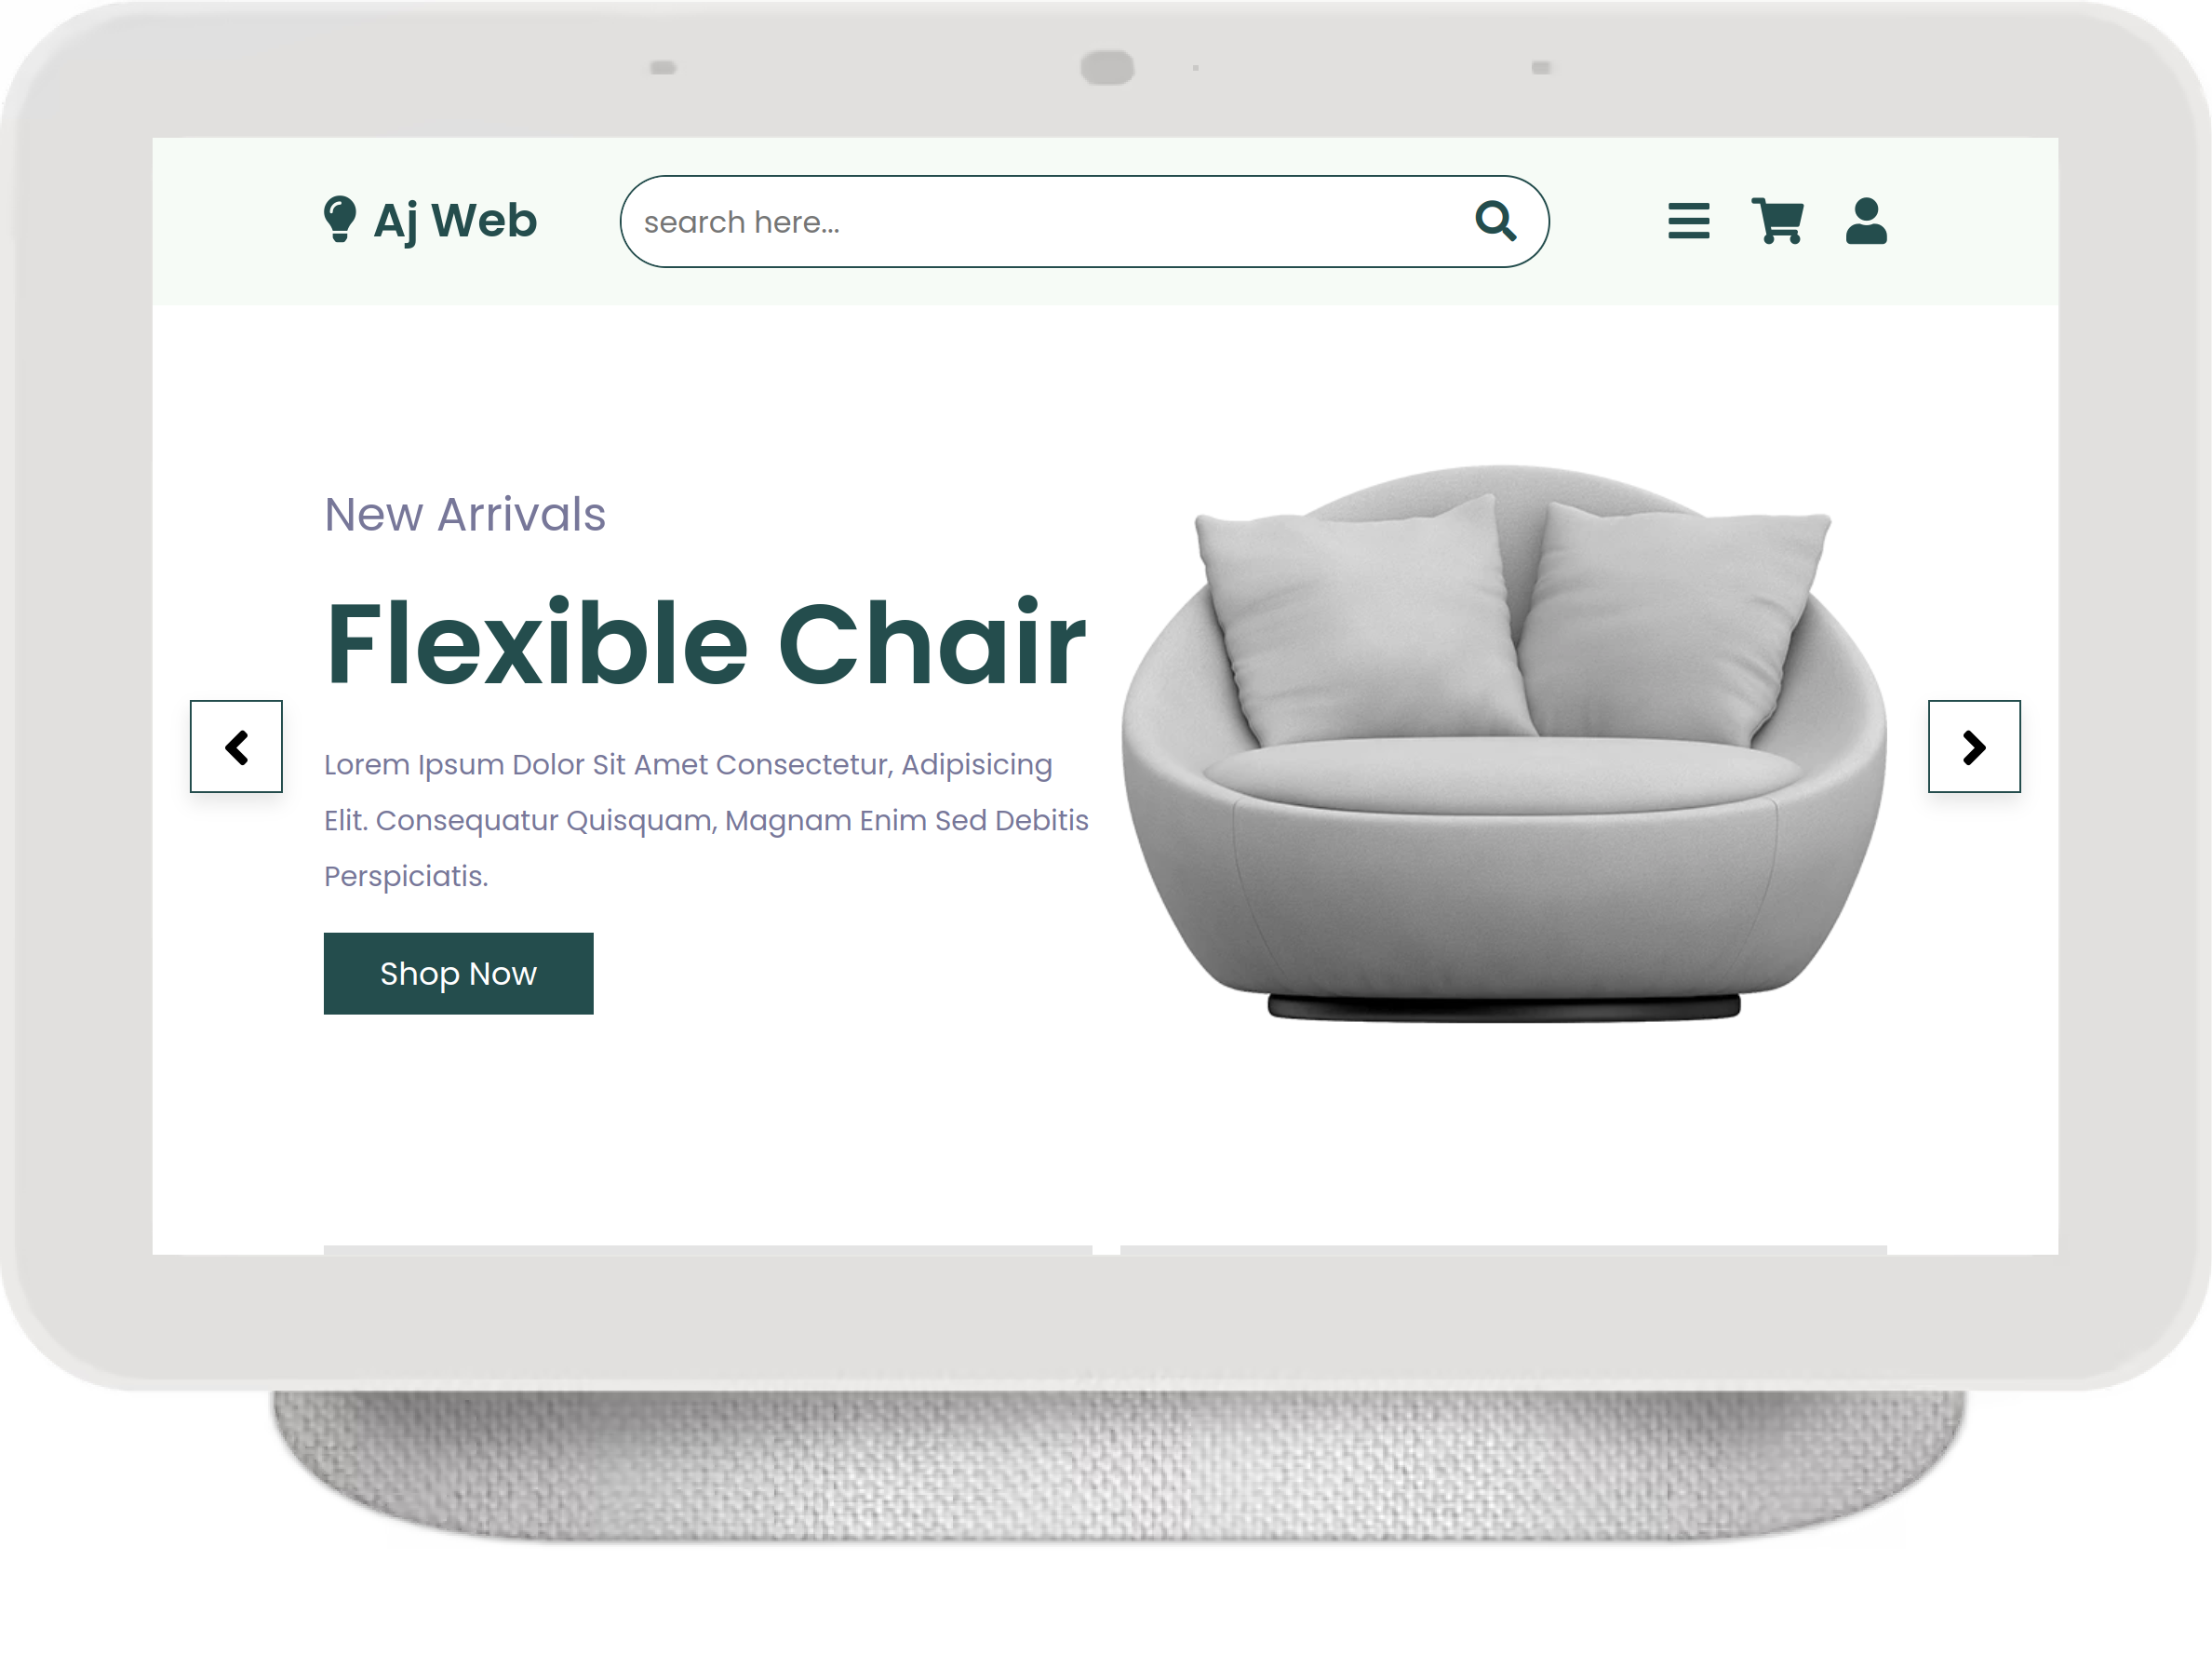 Aj Web
search here...
New Arrivals
Flexible Chair
Lorem Ipsum Dolor Sit Amet Consectetur, Adipisicing
Elit. Consequatur Quisquam, Magnam Enim Sed Debitis
Perspiciatis.
Shop Now